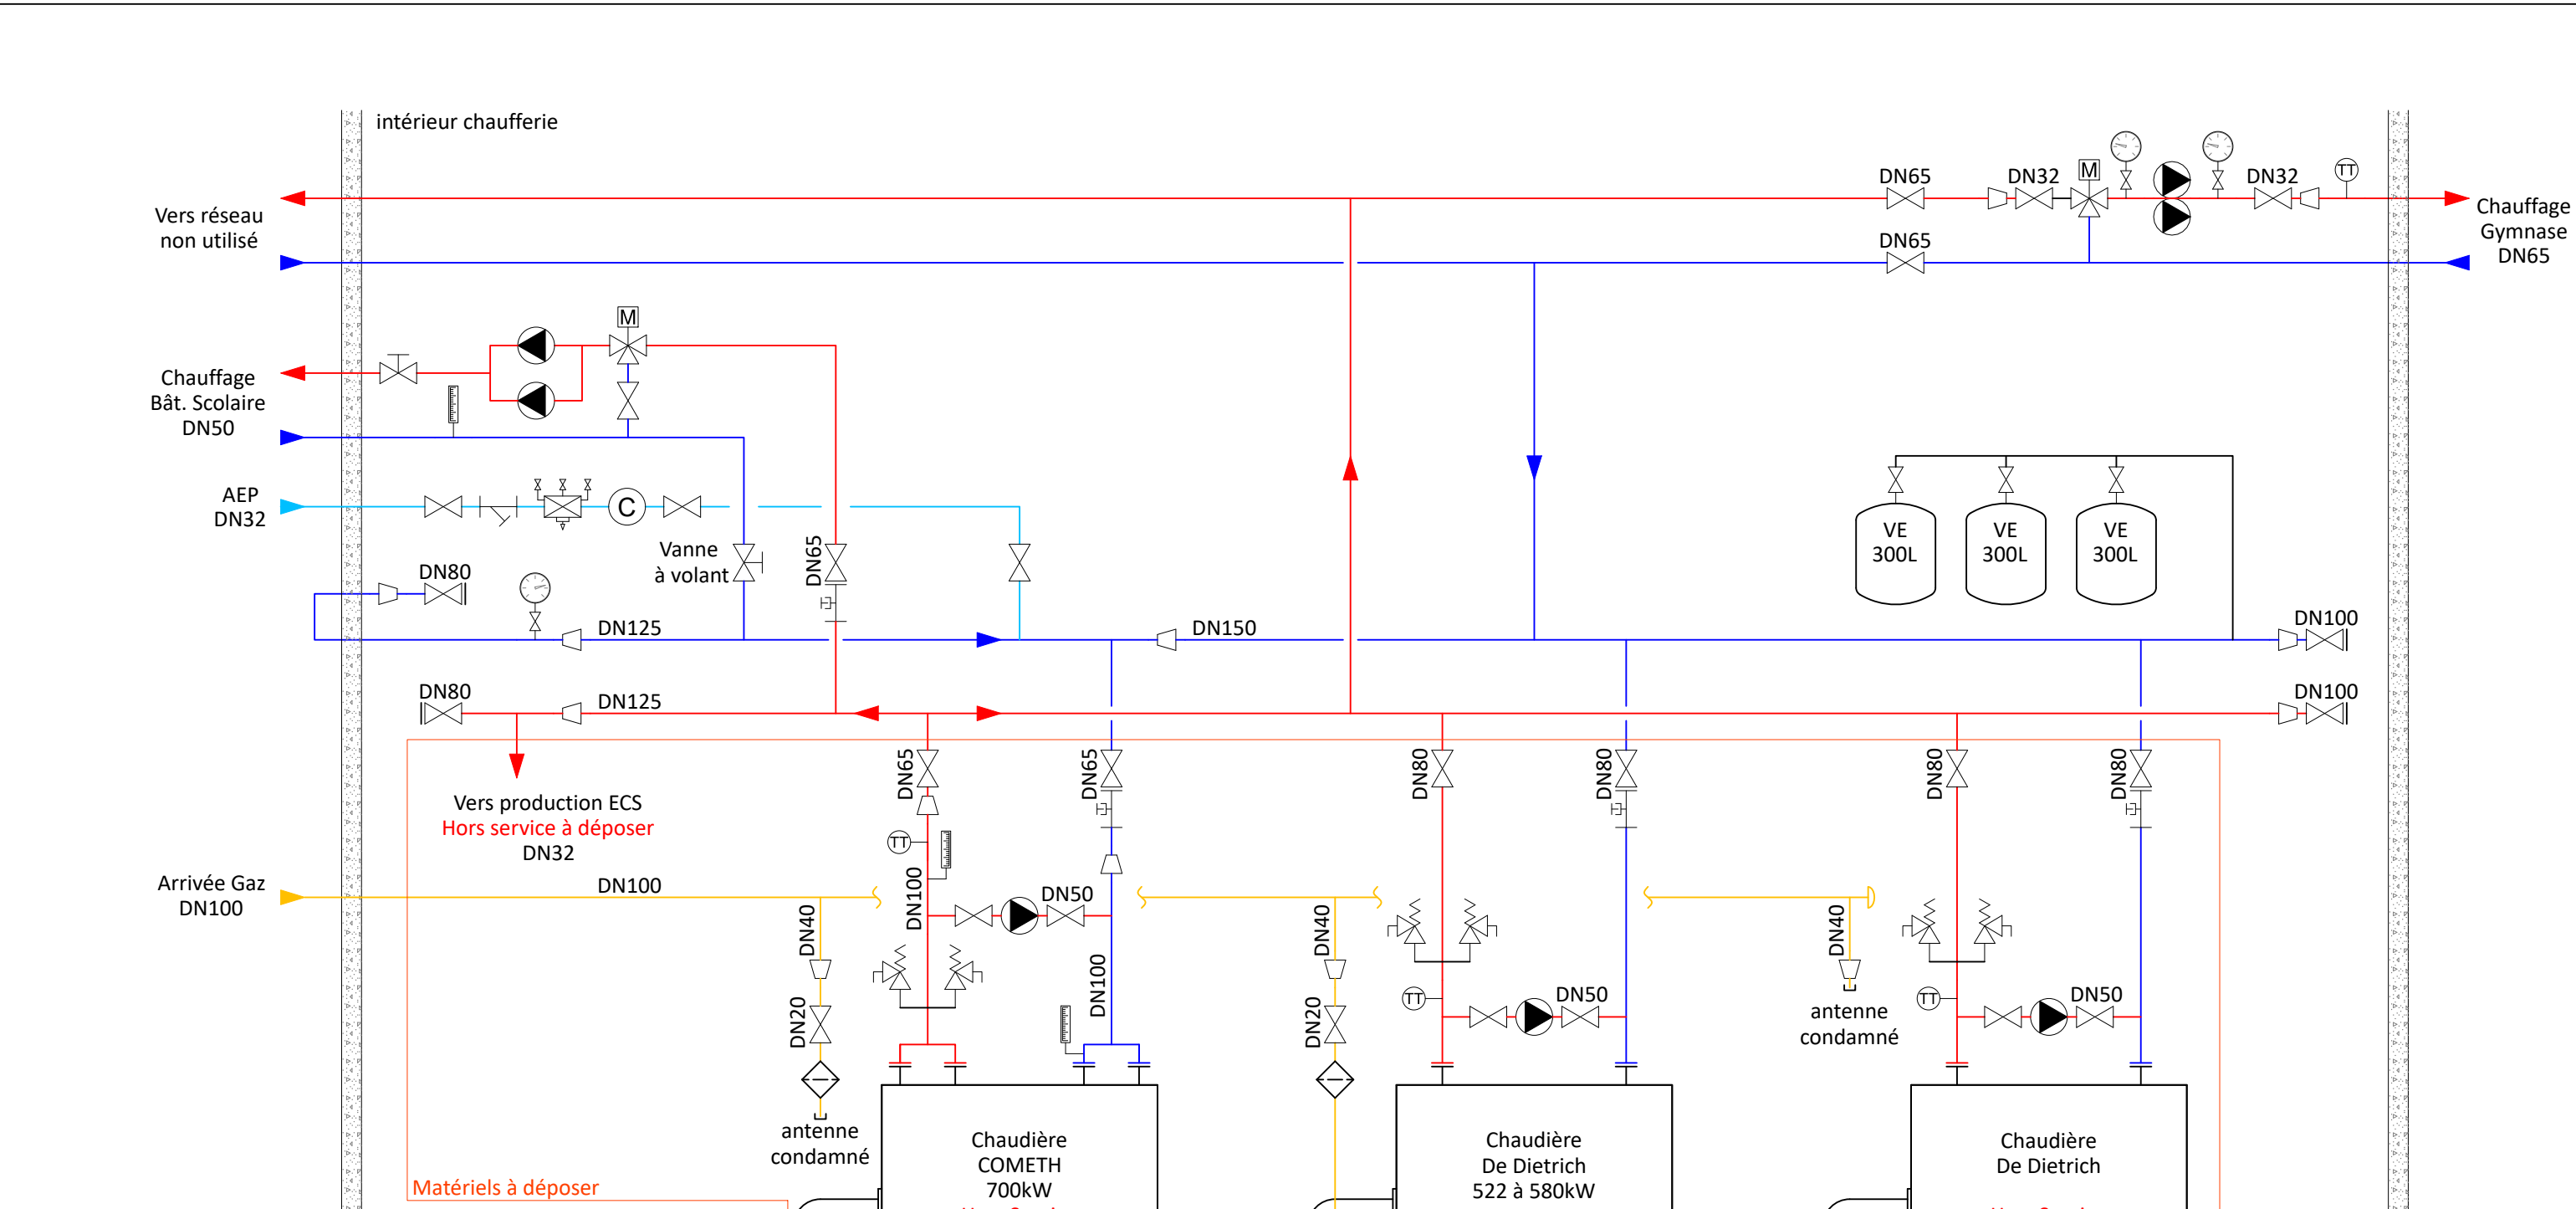 intérieur chaufferie
DN65
DN32
M
DN32
TT
Vers réseau
non utilisé
Chauffage
Gymnase
DN65
DN65
M
Chauffage
Bât. Scolaire
DN50
AEP
DN32
C
Vanne
à volant
DN65
VE
300L
VE
300L
VE
300L
DN80
DN125
DN150
DN100
DN80
DN125
DN100
DN65
DN65
DN80
DN80
DN80
DN80
Vers production ECS
Hors service à déposer
DN32
TT
Arrivée Gaz
DN100
DN100
DN100
DN50
DN40
DN40
DN40
DN100
DN20
DN20
TT
DN50
TT
DN50
antenne
condamné
antenne
condamné
Chaudière
COMETH
700kW
Chaudière
De Dietrich
522 à 580kW
Chaudière
De Dietrich
Matériels à déposer